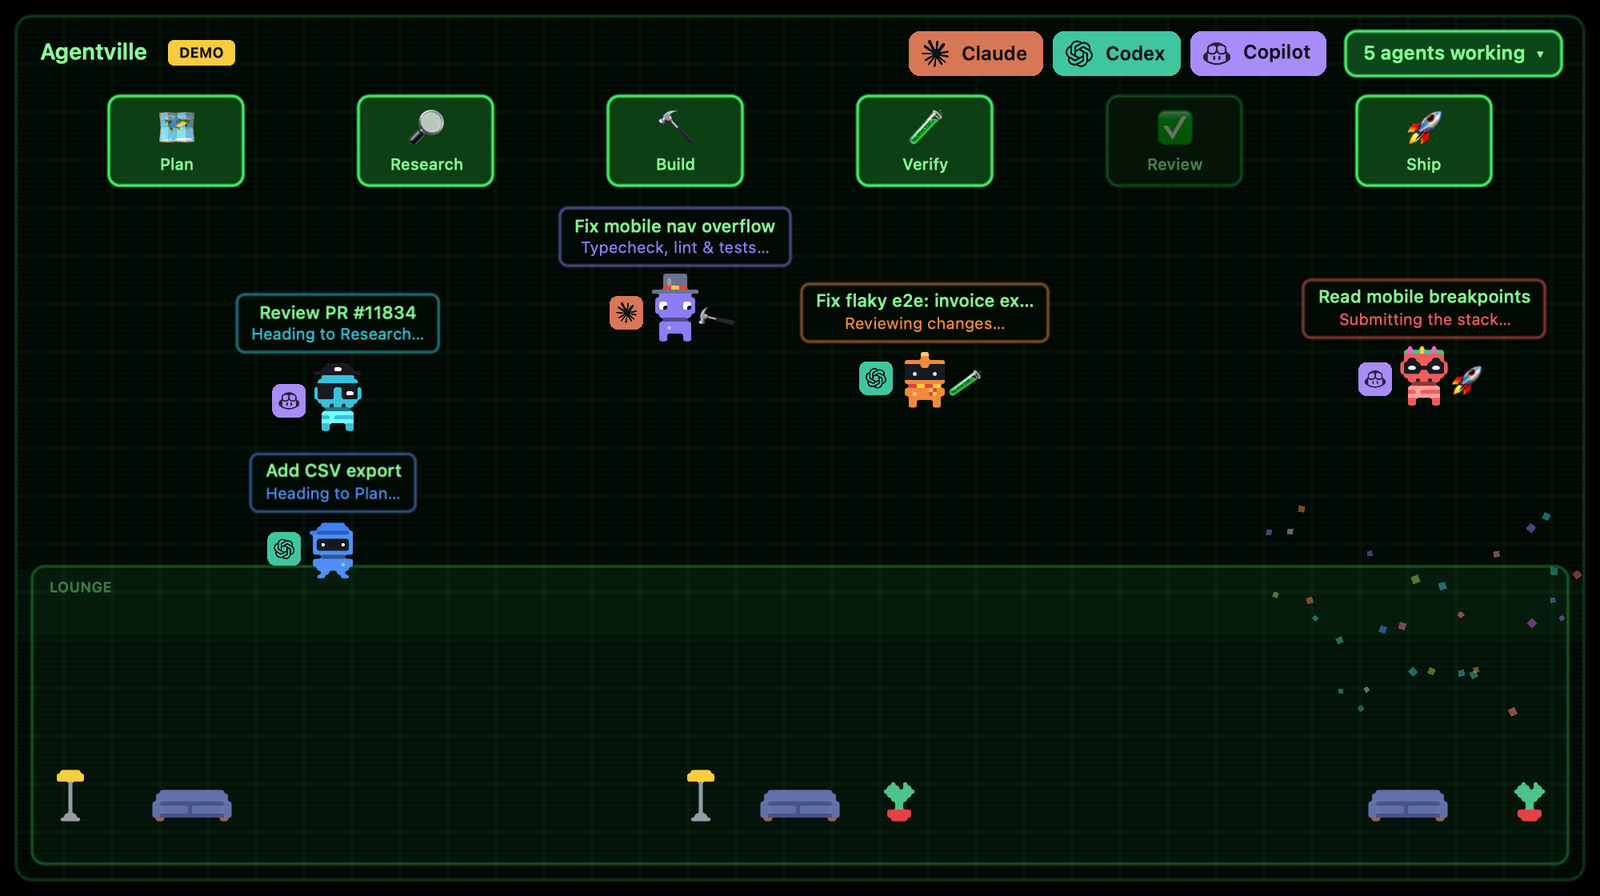 Agentville
DEMO
Claude
Codex
Copilot
5 agents working
Plan
Research
Build
Verify
Review
Ship
Fix mobile nav overflow
Typecheck, lint & tests...
Review PR #11834
Heading to Research...
Fix flaky e2e: invoice ex...
Reviewing changes...
Read mobile breakpoints
Submitting the stack...
Add CSV export
Heading to Plan...
LOUNGE